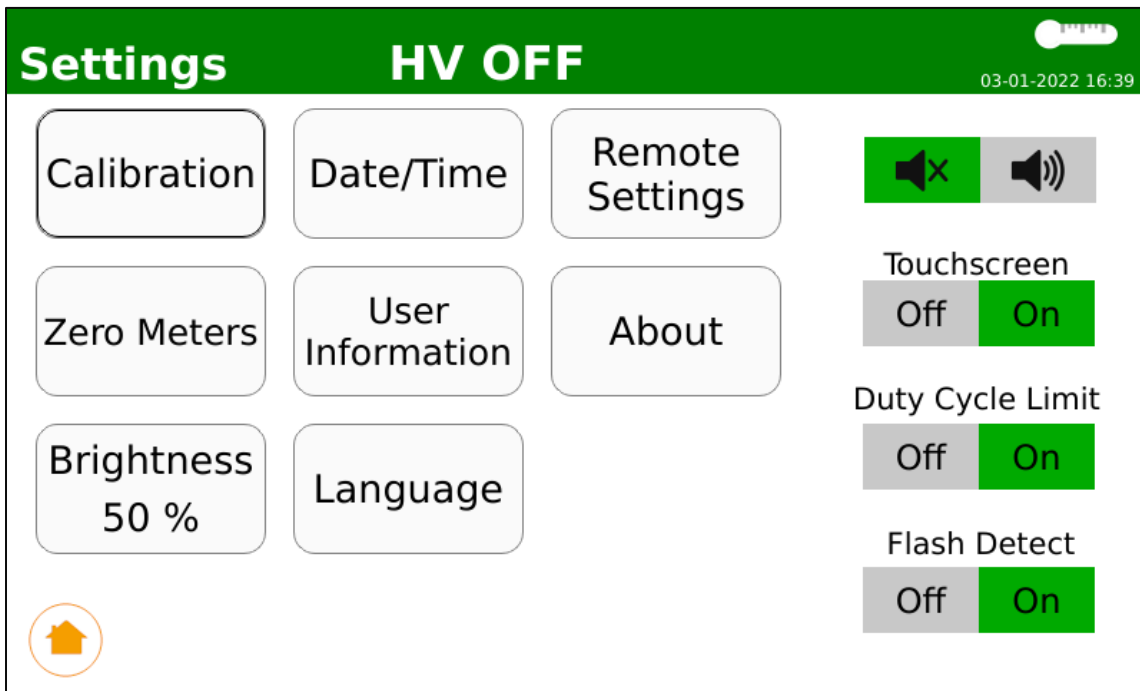 Settings
HV OFF
03-01-2022 16:39
Calibration
Date/Time
Remote
Settings
Zero Meters
User
Information
About
Brightness
50 %
Language
Touchscreen
Off On
Duty Cycle Limit
Off On
Flash Detect
Off On